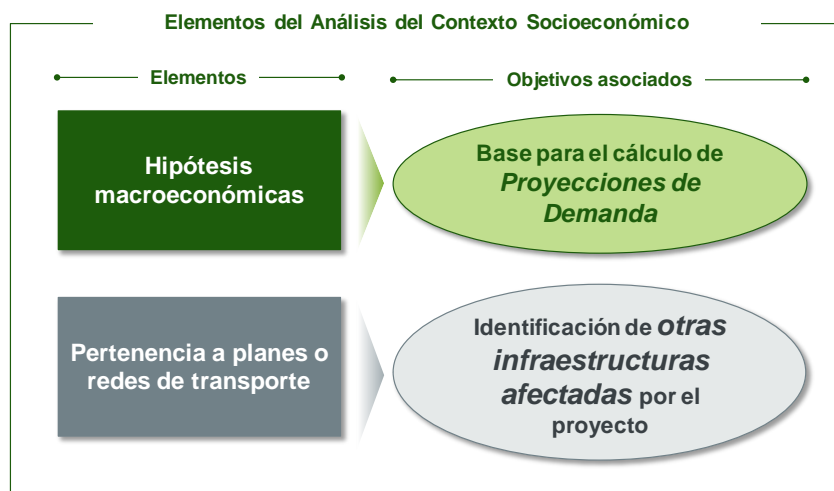 Elementos del Análisis del Contexto Socioeconómico
Elementos
Objetivos asociados
Hipótesis
macroeconómicas
Base para el cálculo de
Proyecciones de
Demanda
Pertenencia a planes o
redes de transporte
Identificación de otras
infraestructuras
afectadas por el
proyecto